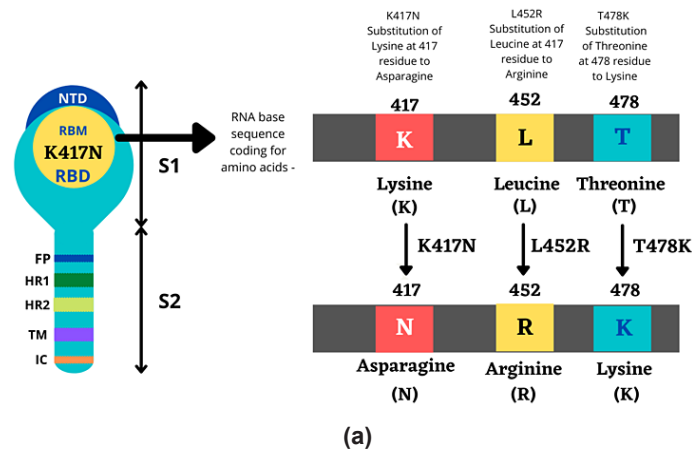 K417N
Substitution of
Lysine at 417
residue to
Asparagine
L452R
Substitution of
Leucine at 417
residue to
Arginine
T478K
Substitution
of Threonine
at 478 residue
to Lysine
NTD
RBM
K417N
RBD
S1
RNA base
sequence
coding for
amino acids -
417
452
478
K
L
T
Lysine
(K)
Leucine
(L)
Threonine
(T)
K417N
L452R
T478K
FP
HR1
HR2
TM
IC
S2
417
452
478
N
R
K
Asparagine
(N)
Arginine
(R)
Lysine
(K)
(a)